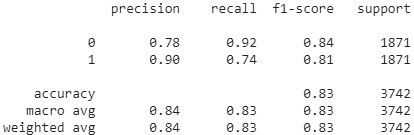 precision recall f1-score support
0 0.78 0.92 0.84 1871
1 0.90 0.74 0.81 1871
accuracy 0.83 3742
macro avg 0.84 0.83 0.83 3742
weighted avg 0.84 0.83 0.83 3742